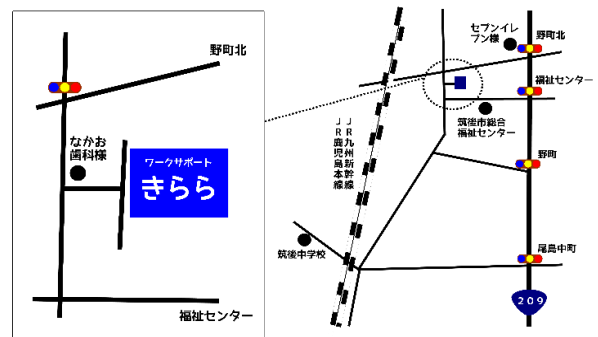 野町北
なかお
歯科様
ワークサポート
きらら
福祉センター
セブンイレ
ブン様
野町北
福祉センター
筑後市総合
福祉センター
JR九州新幹線
JR鹿児島本線
野町
筑後中学校
尾島中町
209